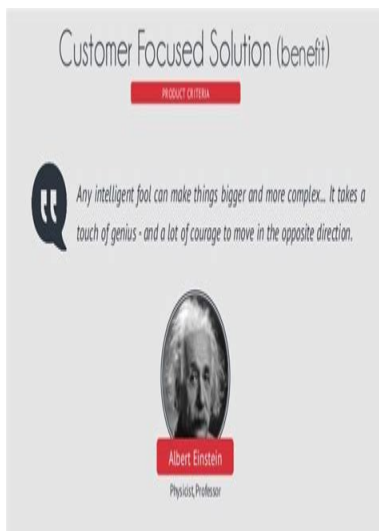 Customer Focused Solution (benefit)
PRODUCT CRITERIA
Any intelligent fool can make things bigger and more complex... It takes a
touch of genius - and a lot of courage to move in the opposite direction.
Albert Einstein
Physicist, Professor